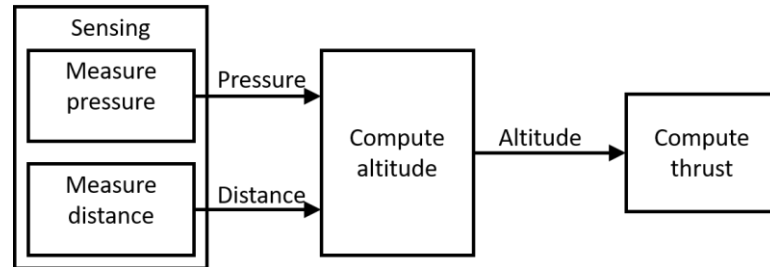 Sensing
Measure
pressure
Pressure
Measure
distance
Distance
Compute
altitude
Altitude
Compute
thrust